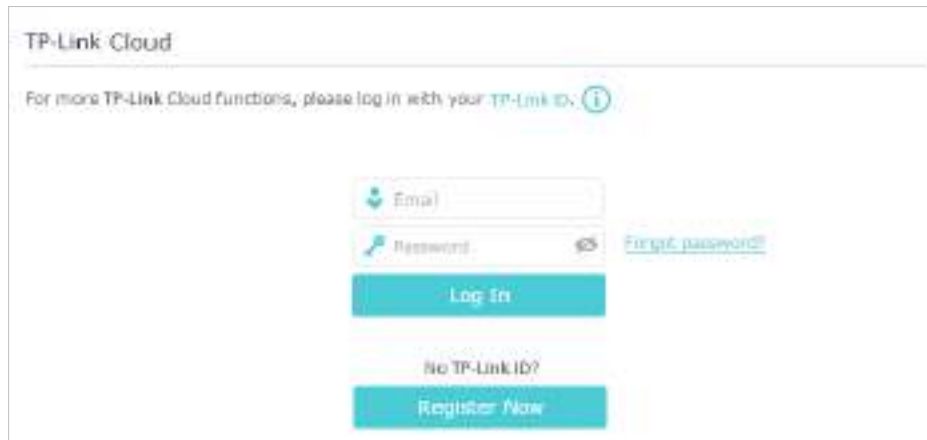 TP-Link Cloud
For more TP-Link Cloud functions, please log in with your TP-Link ID.
Email
Password
Forgot password?
Log In
No TP-Link ID?
Register Now